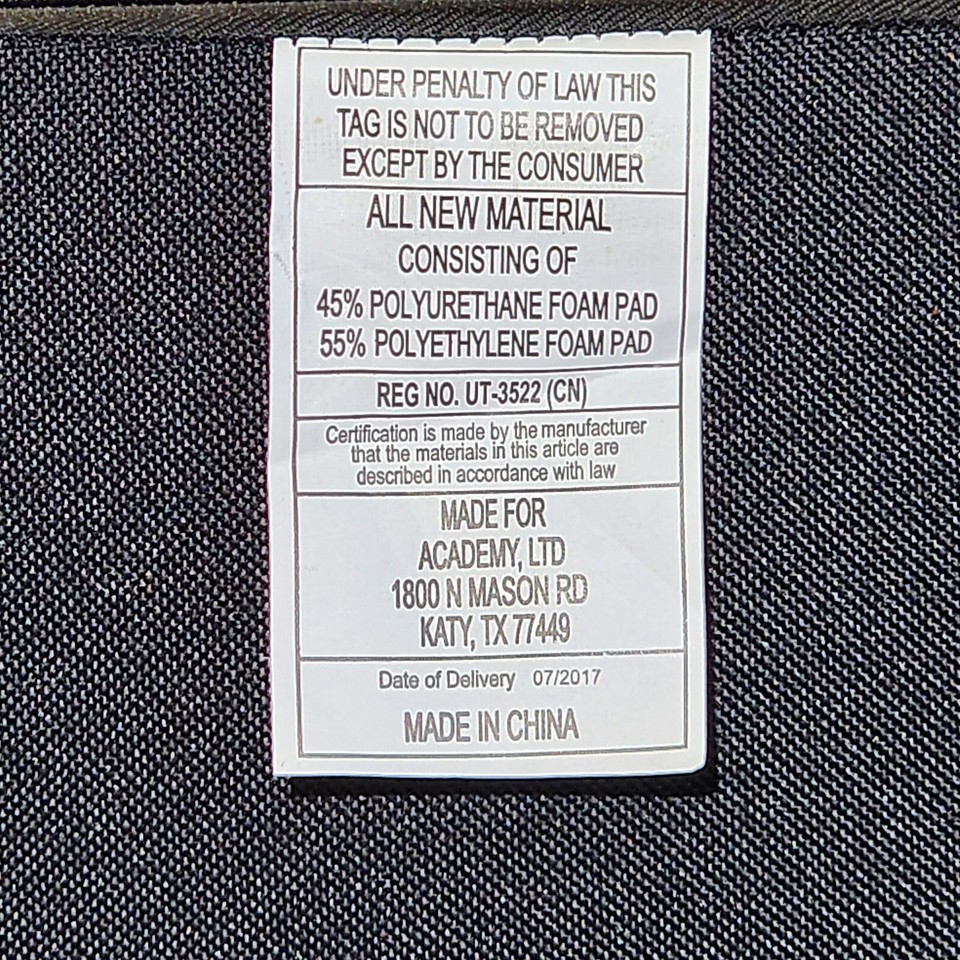 UNDER PENALTY OF LAW THIS
TAG IS NOT TO BE REMOVED
EXCEPT BY THE CONSUMER
ALL NEW MATERIAL
CONSISTING OF
45% POLYURETHANE FOAM PAD
55% POLYETHYLENE FOAM PAD
REG NO. UT-3522 (CN)
Certification is made by the manufacturer
that the materials in this article are
described in accordance with law
MADE FOR
ACADEMY, LTD
1800 N MASON RD
KATY, TX 77449
Date of Delivery 07/2017
MADE IN CHINA